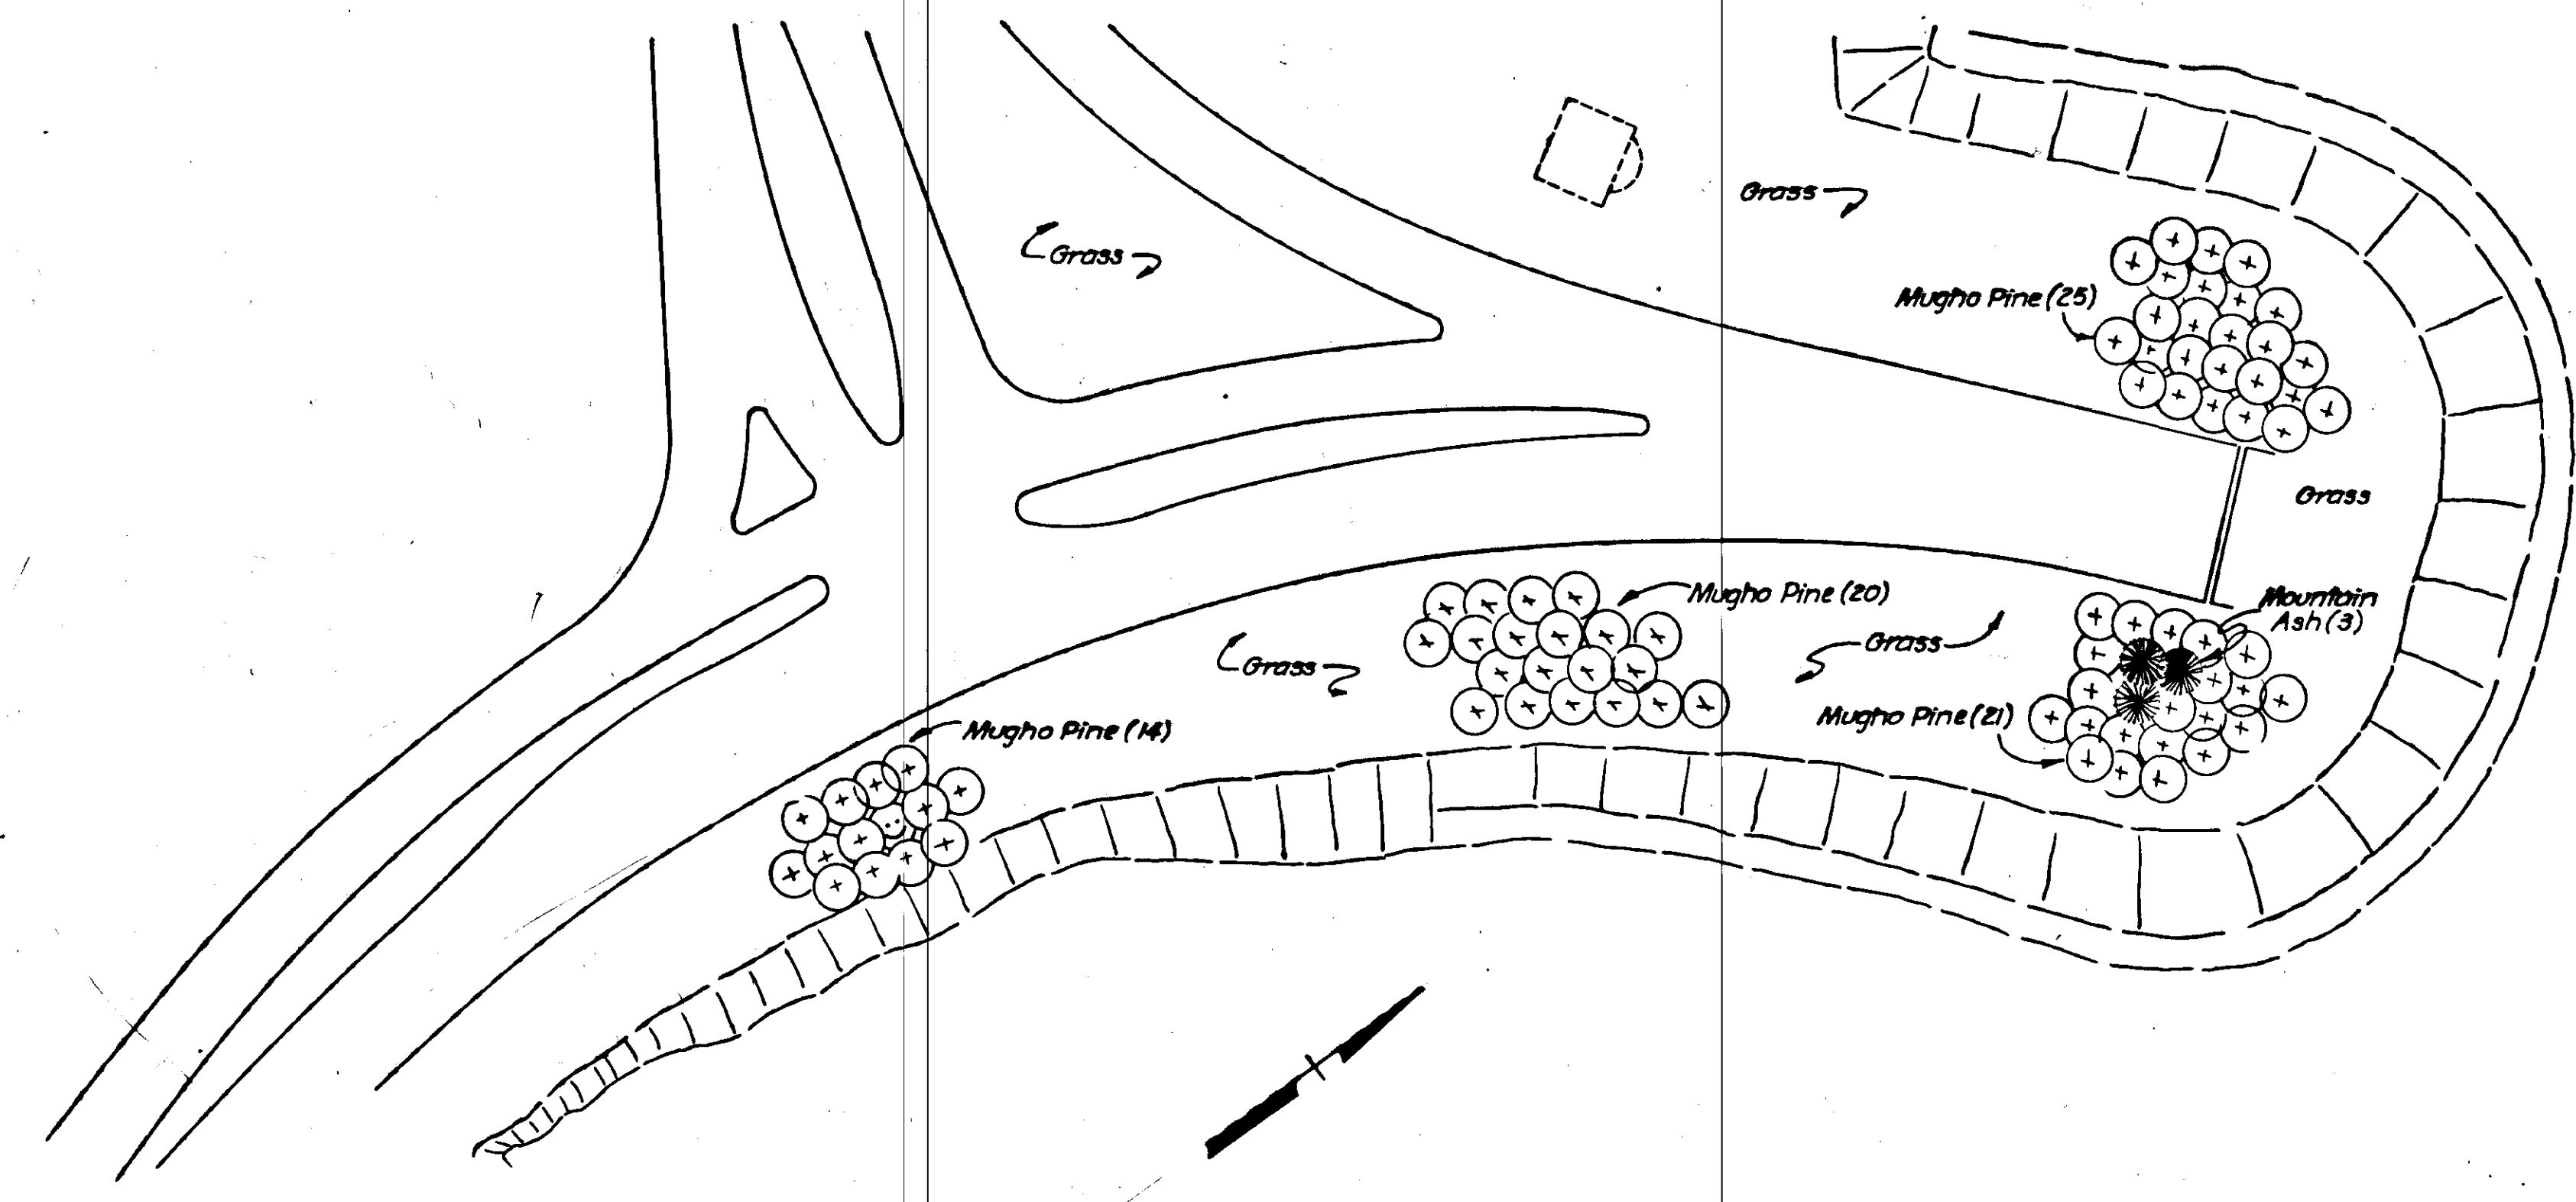 Grass
Grass
Mugho Pine (25)
Grass
Mugho Pine (20)
Mountain
Ash (3)
Grass
Grass
Mugho Pine (21)
Mugho Pine (14)